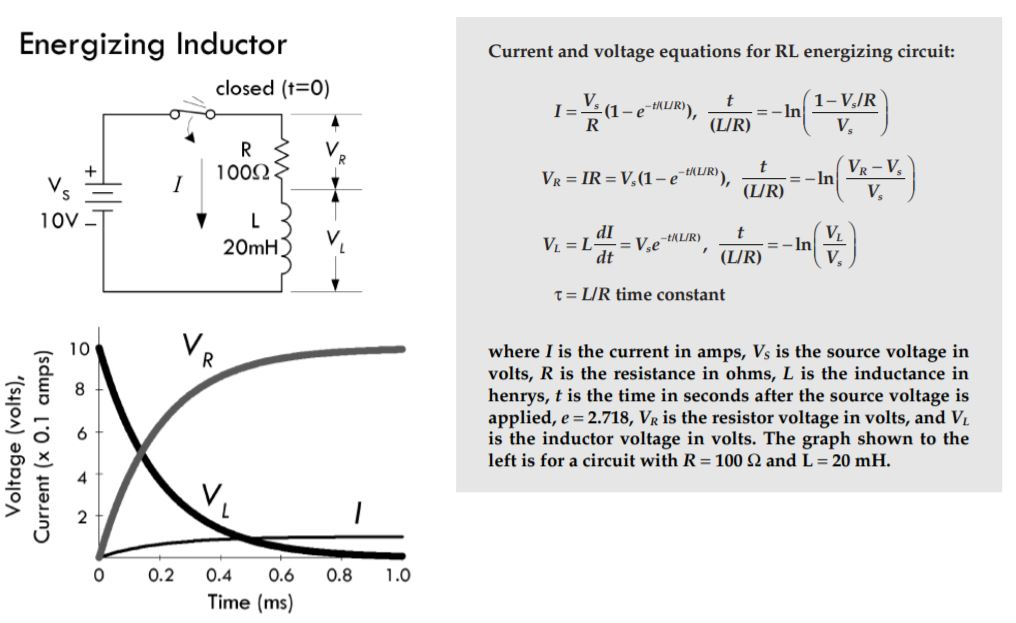 Energizing Inductor
closed (t=0)
R
100Ω
V_R
I
+
V_s
10V
–
L
20mH
V_L
Voltage (volts),
Current (x 0.1 amps)
10
8
6
4
2
V_R
V_L
I
0 0.2 0.4 0.6 0.8 1.0
Time (ms)
Current and voltage equations for RL energizing circuit:
I = V_s/R (1 – e^–t/(L/R)), t/(L/R) = –ln((1 – V_s/R)/V_s)
V_R = IR = V_s(1 – e^–t/(L/R)), t/(L/R) = –ln((V_R – V_s)/V_s)
V_L = L dI/dt = V_s e^–t/(L/R), t/(L/R) = –ln(V_L/V_s)
τ = L/R time constant
where I is the current in amps, V_s is the source voltage in
volts, R is the resistance in ohms, L is the inductance in
henrys, t is the time in seconds after the source voltage is
applied, e = 2.718, V_R is the resistor voltage in volts, and V_L
is the inductor voltage in volts. The graph shown to the
left is for a circuit with R = 100 Ω and L = 20 mH.